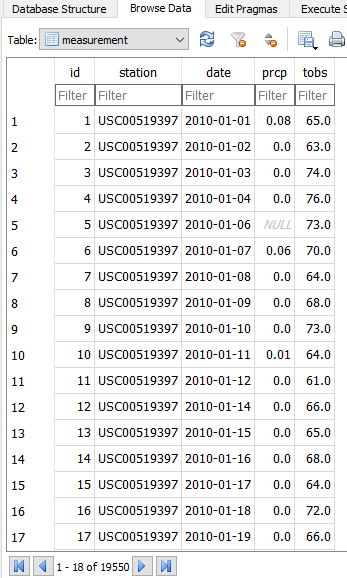 Database Structure Browse Data Edit Pragmas Execute S
Table: measurement
id station date prcp tobs
Filter Filter Filter Filter Filter
1 1 USC00519397 2010-01-01 0.08 65.0
2 2 USC00519397 2010-01-02 0.0 63.0
3 3 USC00519397 2010-01-03 0.0 74.0
4 4 USC00519397 2010-01-04 0.0 76.0
5 5 USC00519397 2010-01-06 NULL 73.0
6 6 USC00519397 2010-01-07 0.06 70.0
7 7 USC00519397 2010-01-08 0.0 64.0
8 8 USC00519397 2010-01-09 0.0 68.0
9 9 USC00519397 2010-01-10 0.0 73.0
10 10 USC00519397 2010-01-11 0.01 64.0
11 11 USC00519397 2010-01-12 0.0 61.0
12 12 USC00519397 2010-01-14 0.0 66.0
13 13 USC00519397 2010-01-15 0.0 65.0
14 14 USC00519397 2010-01-16 0.0 68.0
15 15 USC00519397 2010-01-17 0.0 64.0
16 16 USC00519397 2010-01-18 0.0 72.0
17 17 USC00519397 2010-01-19 0.0 66.0
1 - 18 of 19550